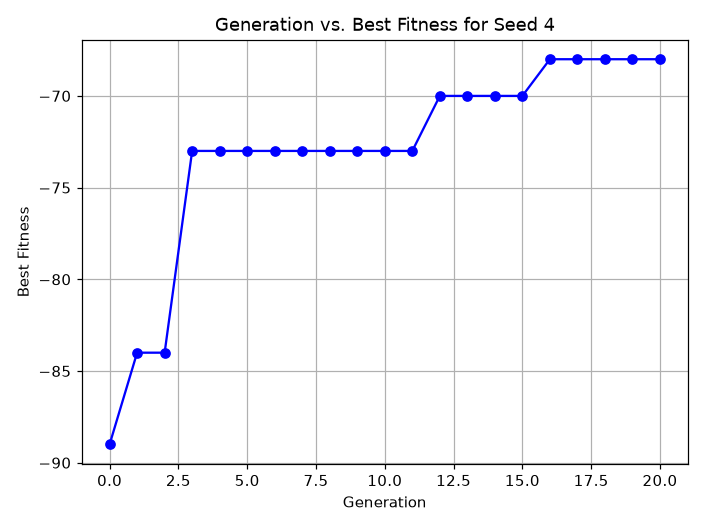 Generation vs. Best Fitness for Seed 4
−70
−75
−80
−85
−90
Best Fitness
0.0 2.5 5.0 7.5 10.0 12.5 15.0 17.5 20.0
Generation